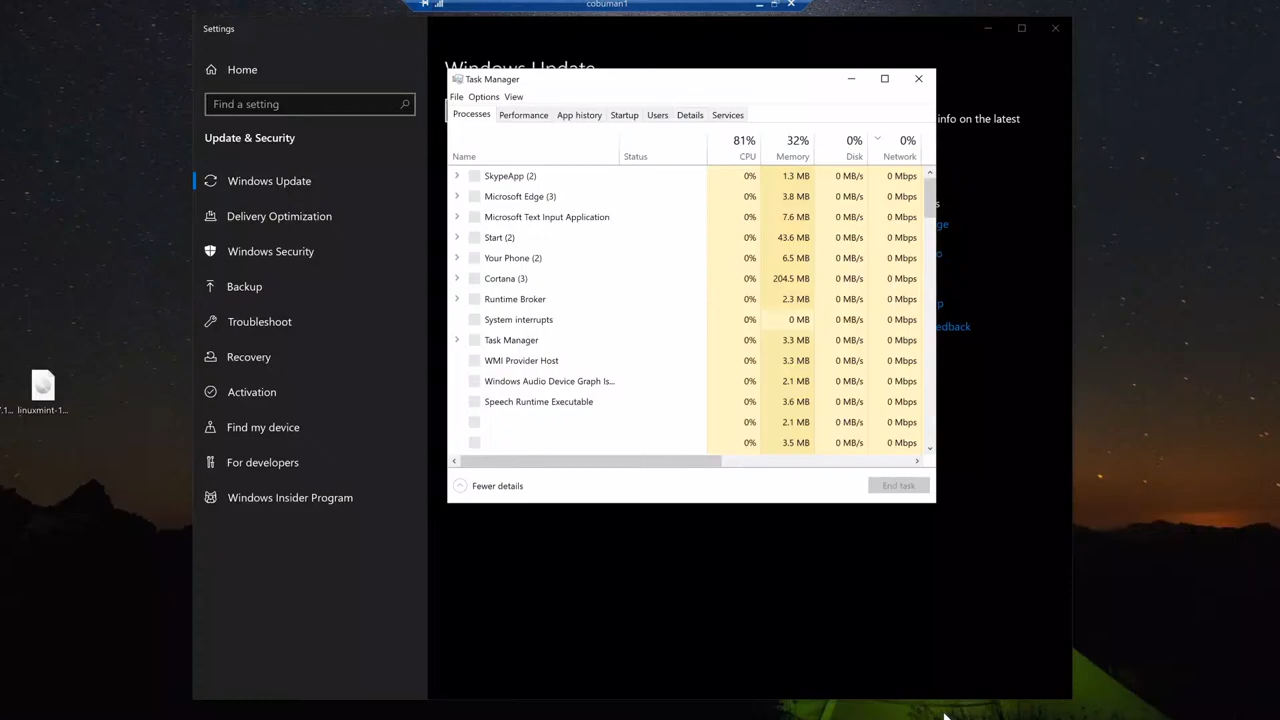 cobuman1
Settings
Home
Find a setting
Update & Security
Windows Update
Delivery Optimization
Windows Security
Backup
Troubleshoot
Recovery
Activation
Find my device
For developers
Windows Insider Program
Windows Update
info on the latest
s
ge
o
p
edback
Task Manager
File Options View
Processes Performance App history Startup Users Details Services
81% 32% 0% 0%
Name Status CPU Memory Disk Network
SkypeApp (2) 0% 1.3 MB 0 MB/s 0 Mbps
Microsoft Edge (3) 0% 3.8 MB 0 MB/s 0 Mbps
Microsoft Text Input Application 0% 7.6 MB 0 MB/s 0 Mbps
Start (2) 0% 43.6 MB 0 MB/s 0 Mbps
Your Phone (2) 0% 6.5 MB 0 MB/s 0 Mbps
Cortana (3) 0% 204.5 MB 0 MB/s 0 Mbps
Runtime Broker 0% 2.3 MB 0 MB/s 0 Mbps
System interrupts 0% 0 MB 0 MB/s 0 Mbps
Task Manager 0% 3.3 MB 0 MB/s 0 Mbps
WMI Provider Host 0% 3.3 MB 0 MB/s 0 Mbps
Windows Audio Device Graph Is... 0% 2.1 MB 0 MB/s 0 Mbps
Speech Runtime Executable 0% 3.6 MB 0 MB/s 0 Mbps
0% 2.1 MB 0 MB/s 0 Mbps
0% 3.5 MB 0 MB/s 0 Mbps
Fewer details End task
7.1... linuxmint-1...